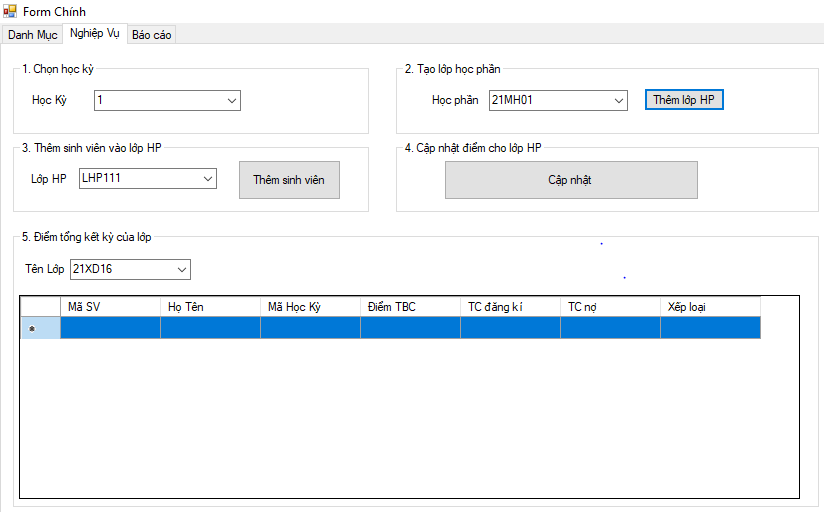 Form Chính
Danh Mục Nghiệp Vụ Báo cáo
1. Chọn học kỳ
Học Kỳ 1
2. Tạo lớp học phần
Học phần 21MH01 Thêm lớp HP
3. Thêm sinh viên vào lớp HP
Lớp HP LHP111 Thêm sinh viên
4. Cập nhật điểm cho lớp HP
Cập nhật
5. Điểm tổng kết kỳ của lớp
Tên Lớp 21XD16
Mã SV Họ Tên Mã Học Kỳ Điểm TBC TC đăng kí TC nợ Xếp loại